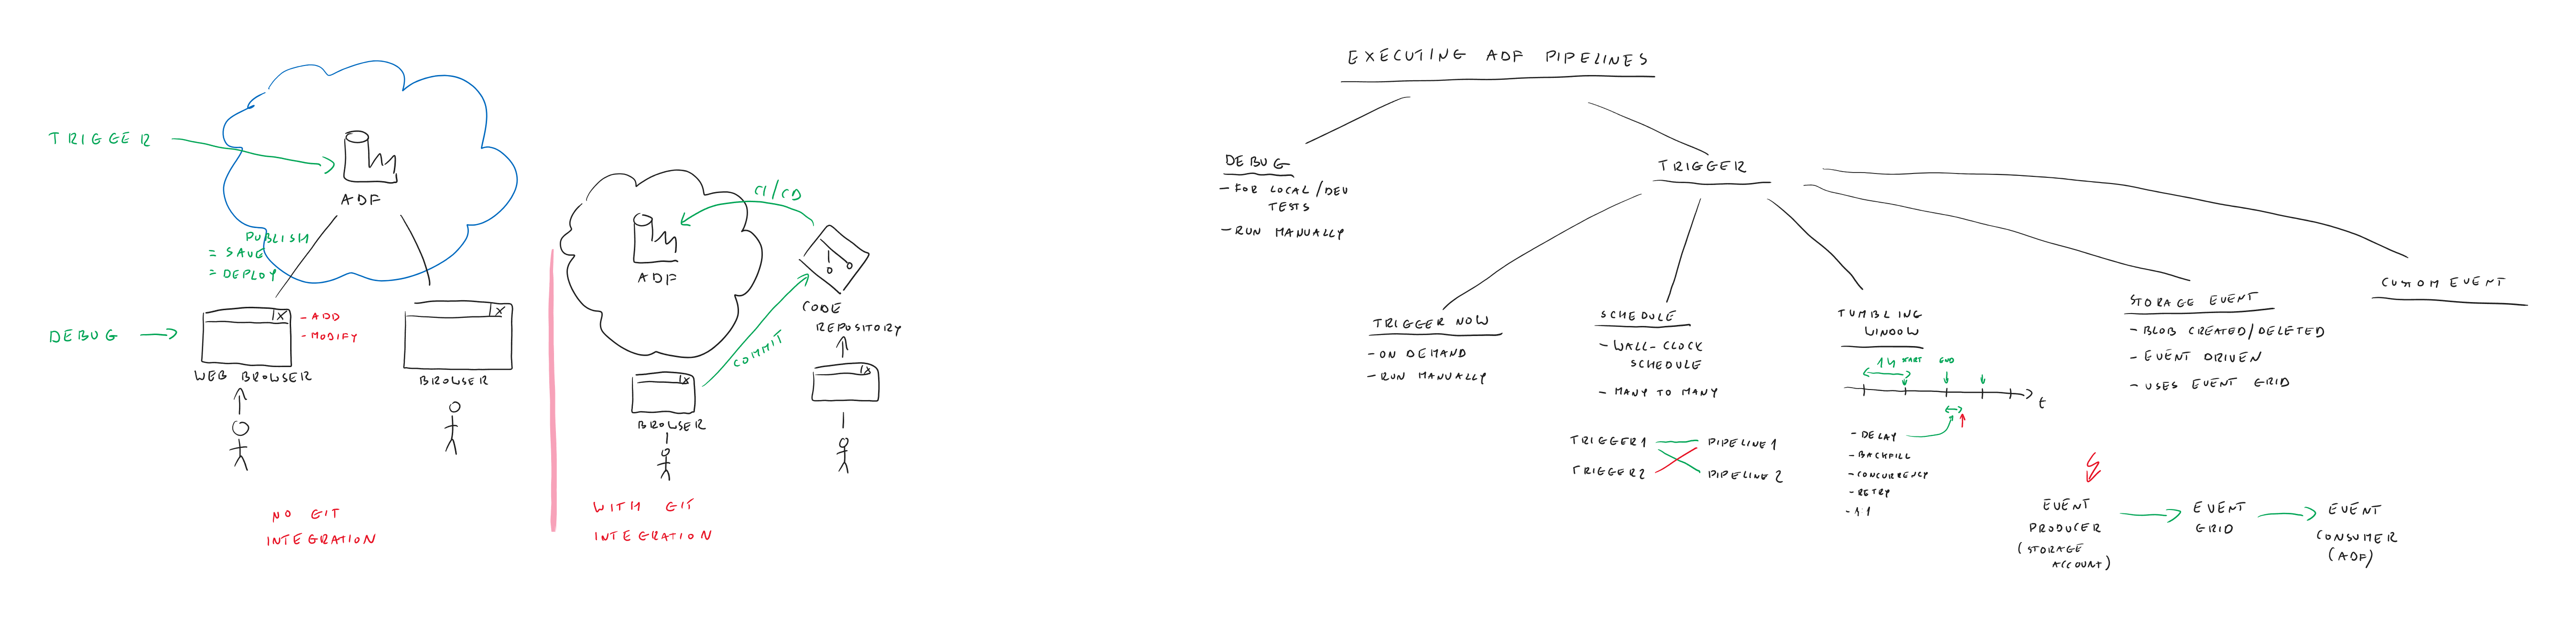 TRIGGER
ADF
PUBLISH
= SAVE
= DEPLOY
DEBUG
X
- ADD
- MODIFY
WEB BROWSER
X
BROWSER
NO GIT
INTEGRATION
CI/CD
ADF
CODE
REPOSITORY
COMMIT
X
BROWSER
X
WITH GIT
INTEGRATION
EXECUTING ADF PIPELINES
DEBUG
- FOR LOCAL/DEV
TESTS
- RUN MANUALLY
TRIGGER
TRIGGER NOW
- ON DEMAND
- RUN MANUALLY
SCHEDULE
- WALL-CLOCK
SCHEDULE
- MANY TO MANY
TRIGGER1 PIPELINE1
TRIGGER2 PIPELINE2
TUMBLING
WINDOW
1H START END
t
- DELAY
- BACKFILL
- CONCURRENCY
- RETRY
- 1:1
STORAGE EVENT
- BLOB CREATED/DELETED
- EVENT DRIVEN
- USES EVENT GRID
CUSTOM EVENT
EVENT
PRODUCER
(STORAGE
ACCOUNT)
EVENT
GRID
EVENT
CONSUMER
(ADF)